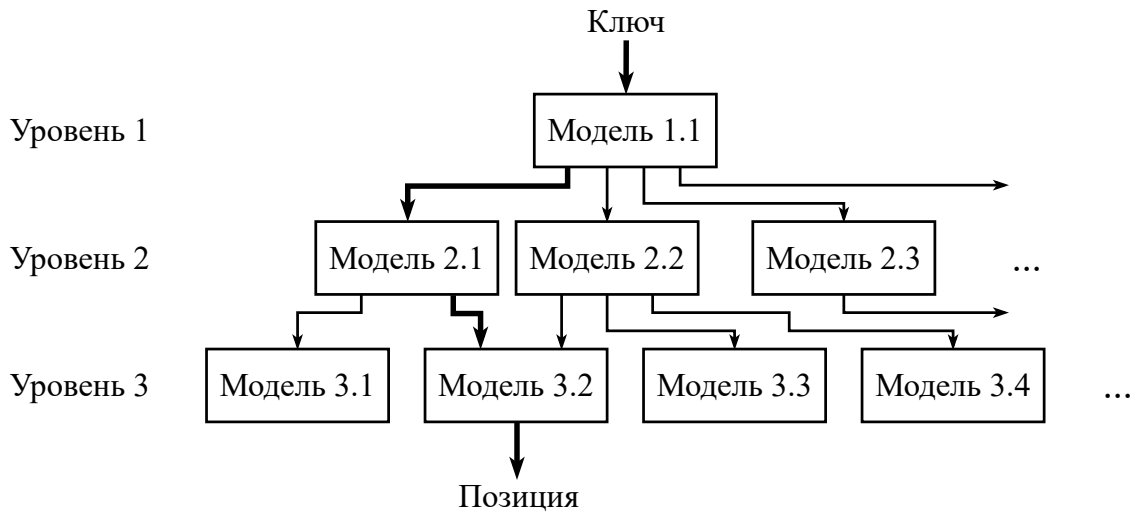 Ключ
Уровень 1
Модель 1.1
Уровень 2
Модель 2.1
Модель 2.2
Модель 2.3
...
Уровень 3
Модель 3.1
Модель 3.2
Модель 3.3
Модель 3.4
...
Позиция